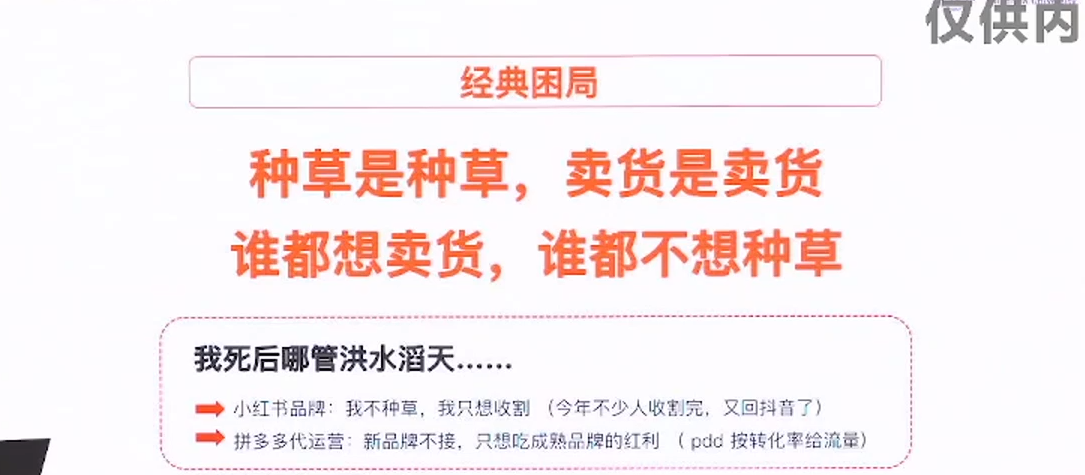 仅供内
经典困局
种草是种草，卖货是卖货
谁都想卖货，谁都不想种草
我死后哪管洪水滔天……
小红书品牌：我不种草，我只想收割 （今年不少人收割完，又回抖音了）
拼多多代运营：新品牌不接，只想吃成熟品牌的红利 （ pdd 按转化率给流量）